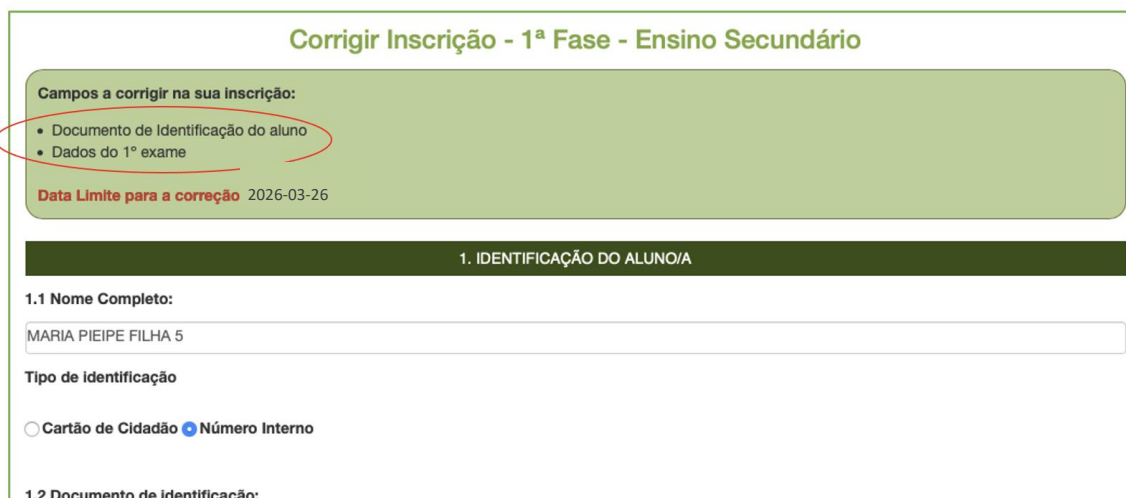 Corrigir Inscrição - 1ª Fase - Ensino Secundário
Campos a corrigir na sua inscrição:
• Documento de Identificação do aluno
• Dados do 1º exame
Data Limite para a correção 2026-03-26
1. IDENTIFICAÇÃO DO ALUNO/A
1.1 Nome Completo:
MARIA PIEIPE FILHA 5
Tipo de identificação
Cartão de Cidadão Número Interno
1.2 Documento de identificação: